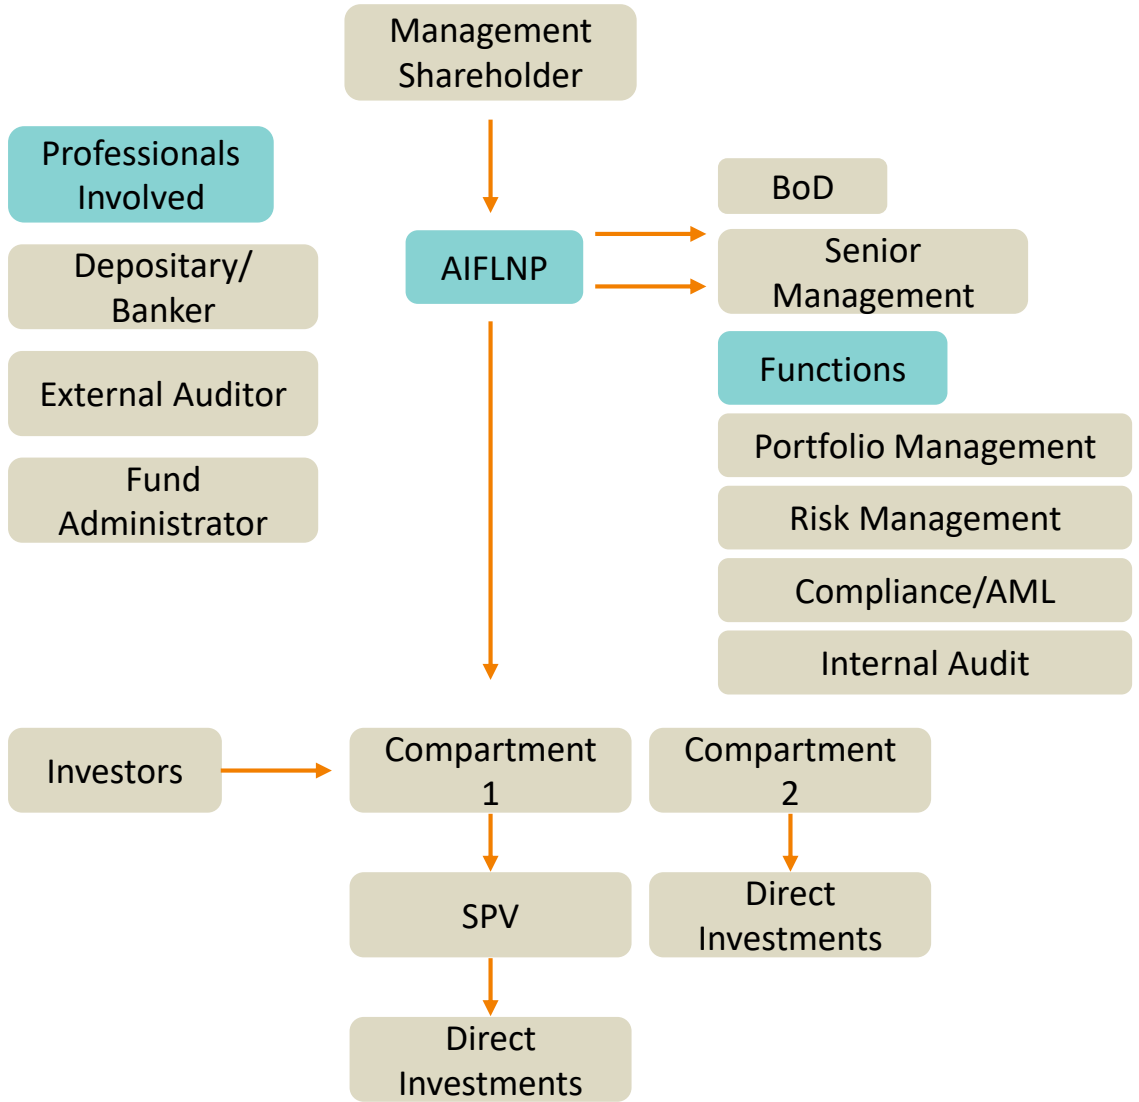 Management
Shareholder
Professionals
Involved
Depositary/
Banker
External Auditor
Fund
Administrator
AIFLNP
BoD
Senior
Management
Functions
Portfolio Management
Risk Management
Compliance/AML
Internal Audit
Investors
Compartment
1
Compartment
2
SPV
Direct
Investments
Direct
Investments